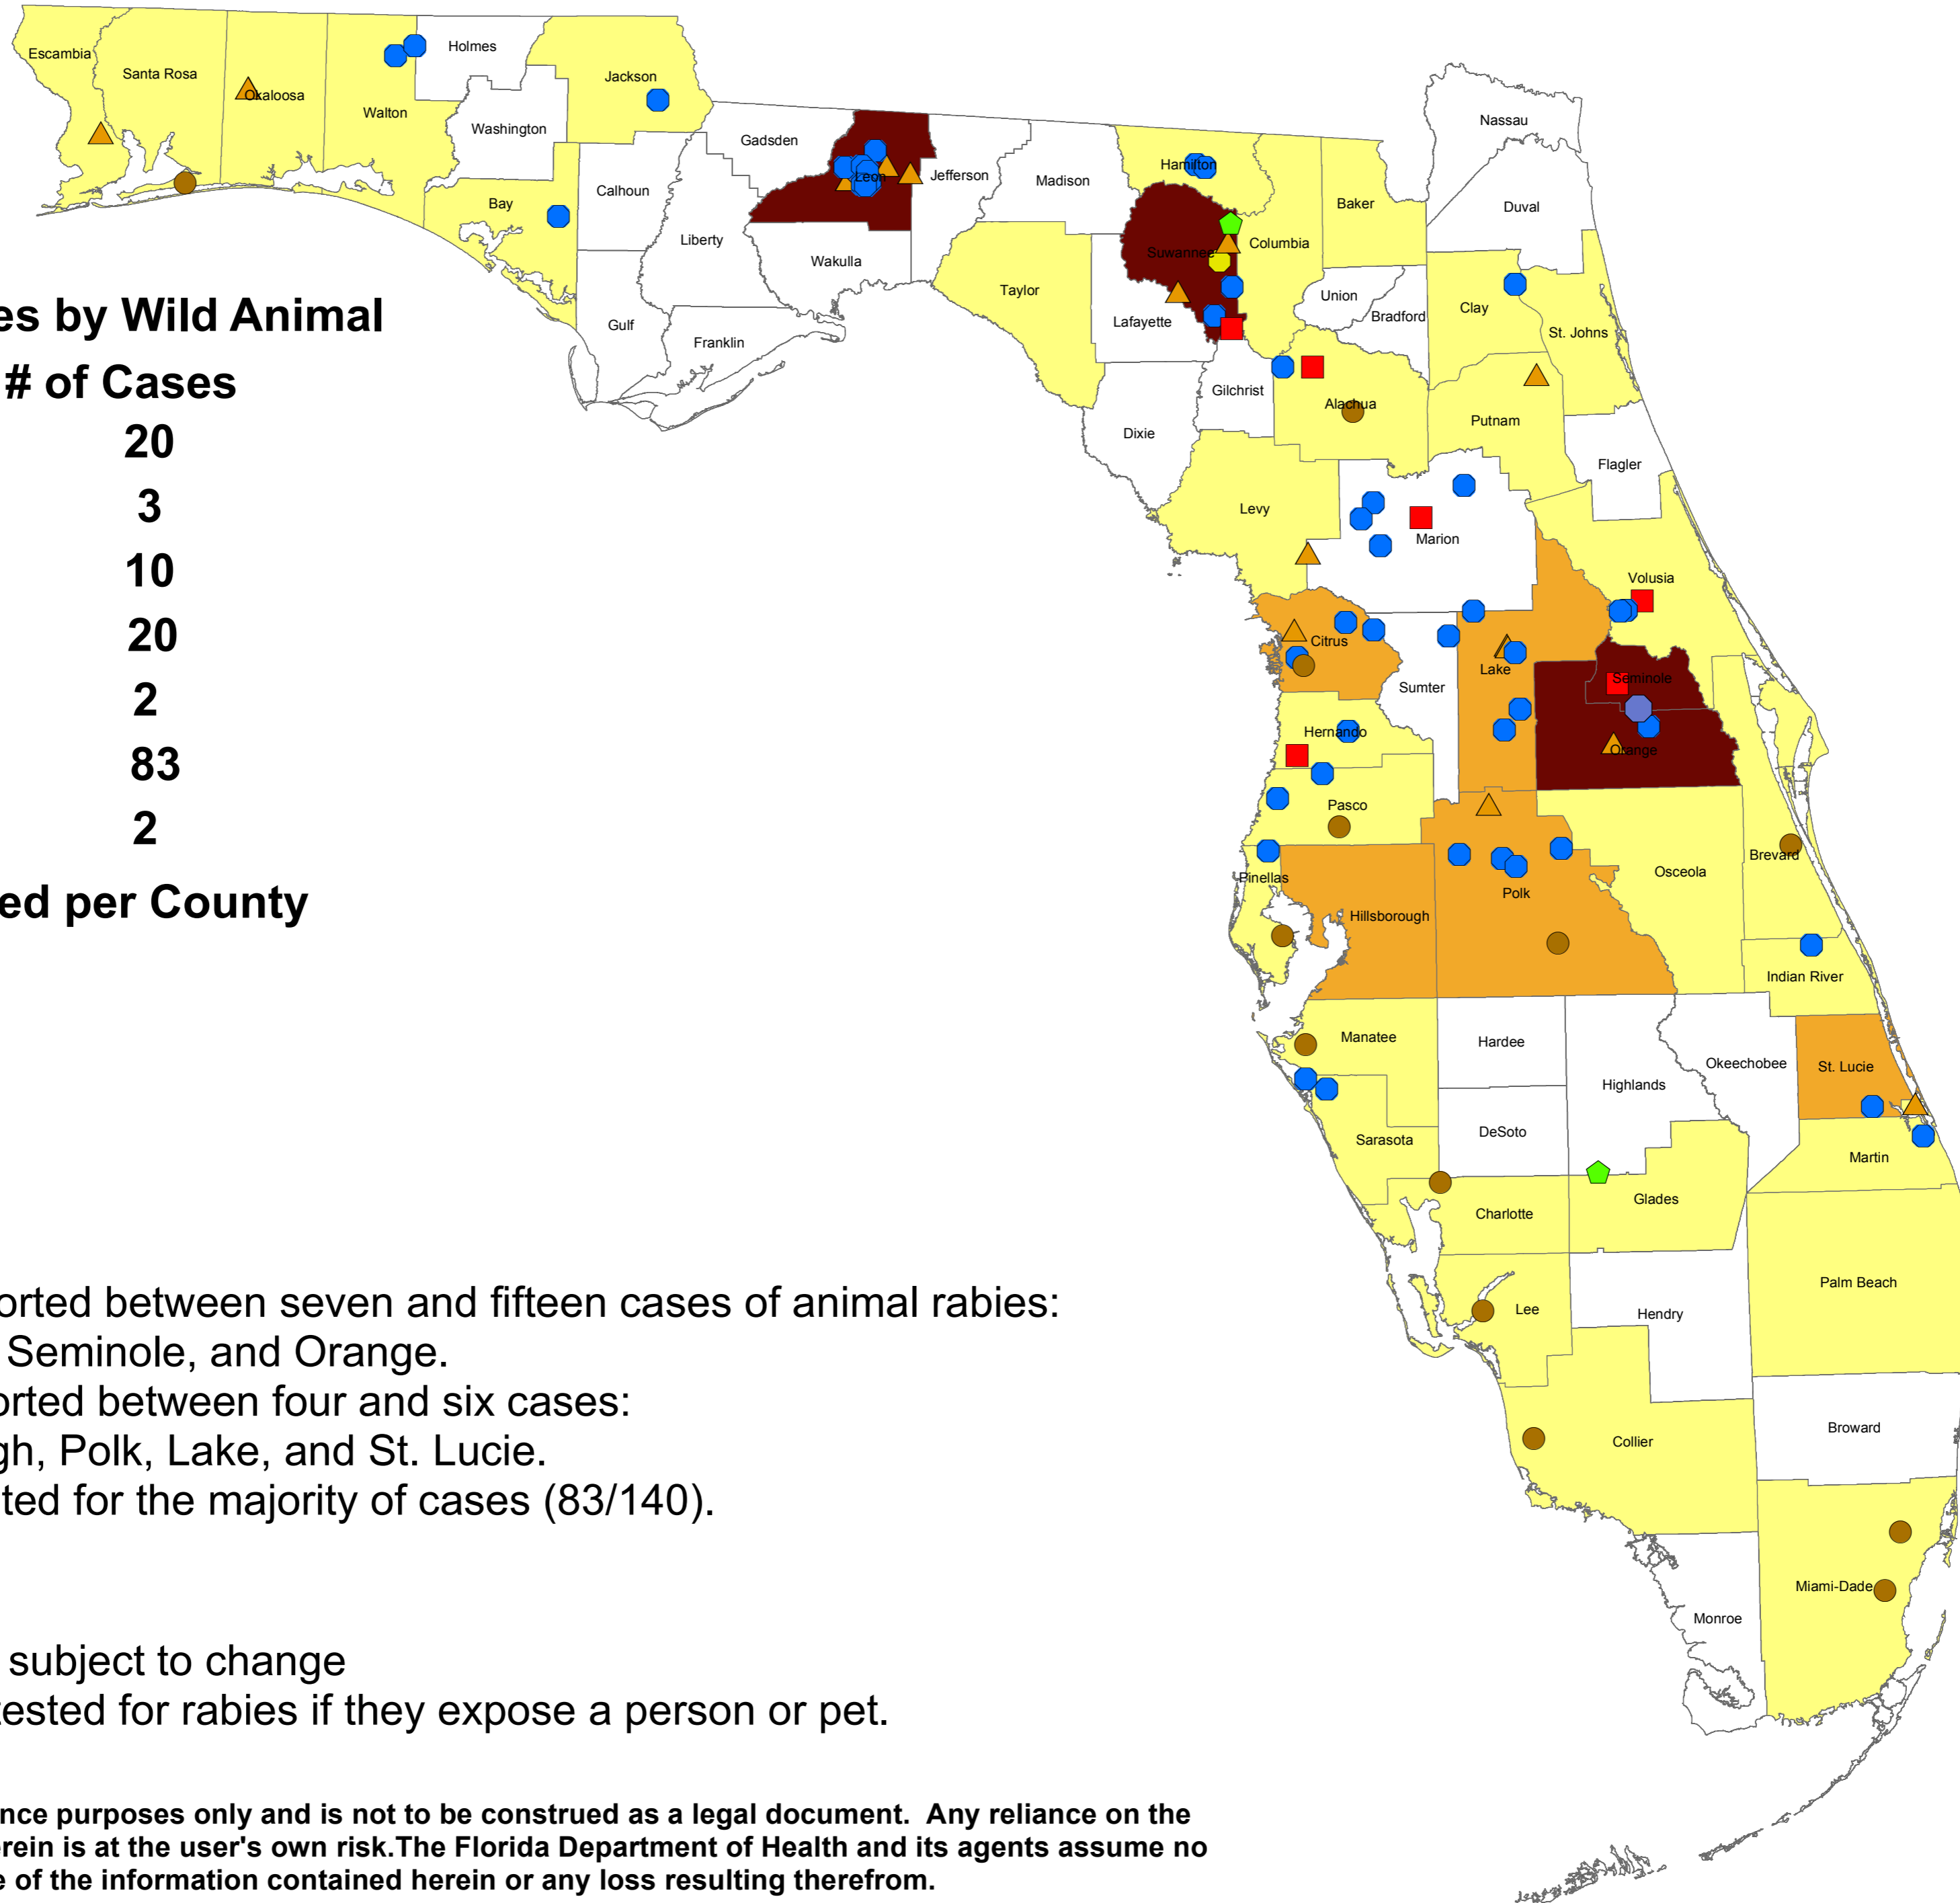 Escambia
Santa Rosa
Okaloosa
Walton
Holmes
Washington
Jackson
Bay
Calhoun
Gulf
Gadsden
Liberty
Franklin
Leon
Wakulla
Jefferson
Madison
Taylor
Hamilton
Suwannee
Lafayette
Columbia
Baker
Union
Bradford
Nassau
Duval
Clay
St. Johns
Gilchrist
Dixie
Alachua
Putnam
Flagler
Levy
Marion
Volusia
Citrus
Sumter
Lake
Seminole
Orange
Hernando
Pasco
Pinellas
Hillsborough
Polk
Osceola
Brevard
Indian River
Manatee
Hardee
Highlands
Okeechobee
St. Lucie
Sarasota
DeSoto
Martin
Charlotte
Glades
Lee
Hendry
Palm Beach
Collier
Broward
Miami-Dade
Monroe
es by Wild Animal
# of Cases
20
3
10
20
2
83
2
ed per County
orted between seven and fifteen cases of animal rabies:
Seminole, and Orange.
orted between four and six cases:
gh, Polk, Lake, and St. Lucie.
ted for the majority of cases (83/140).
subject to change
tested for rabies if they expose a person or pet.
nce purposes only and is not to be construed as a legal document. Any reliance on the
erein is at the user's own risk.The Florida Department of Health and its agents assume no
e of the information contained herein or any loss resulting therefrom.